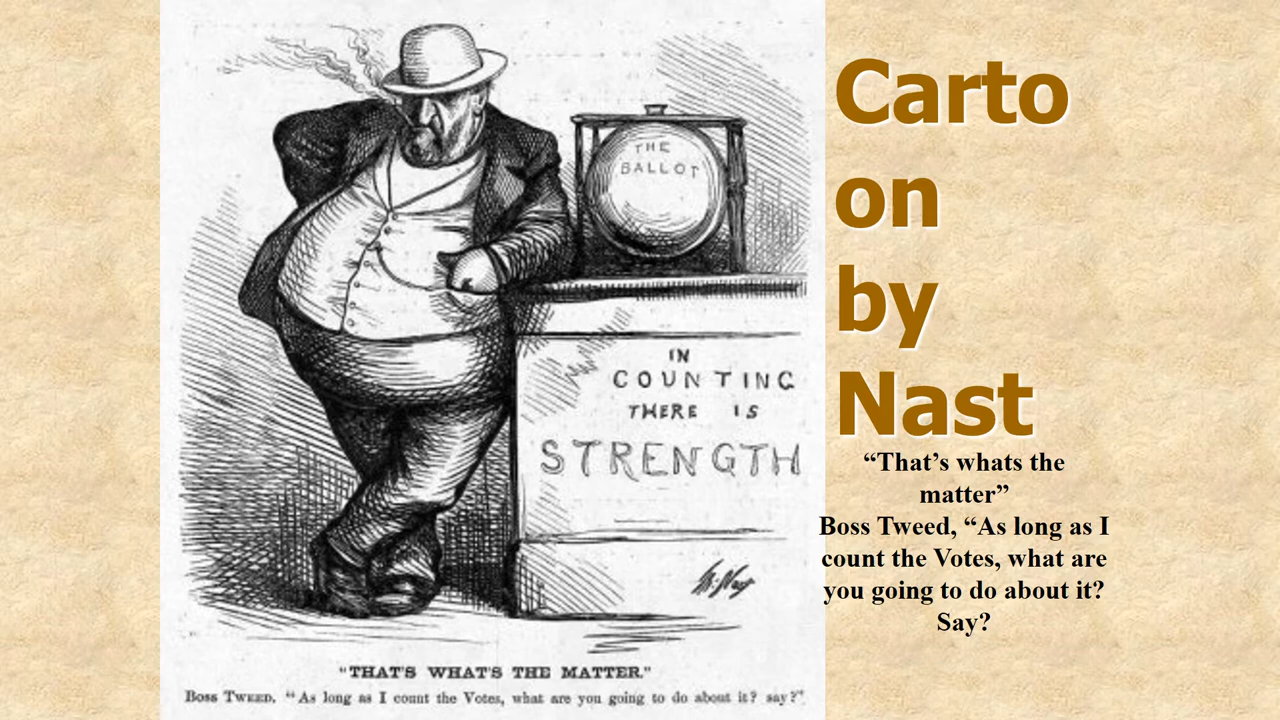 THE
BALLOT
IN
COUNTING
THERE IS
STRENGTH
Th. Nast
"THAT'S WHAT'S THE MATTER."
BOSS TWEED. "As long as I count the Votes, what are you going to do about it? say?"
Carto
on
by
Nast
“That’s whats the
matter”
Boss Tweed, “As long as I
count the Votes, what are
you going to do about it?
Say?